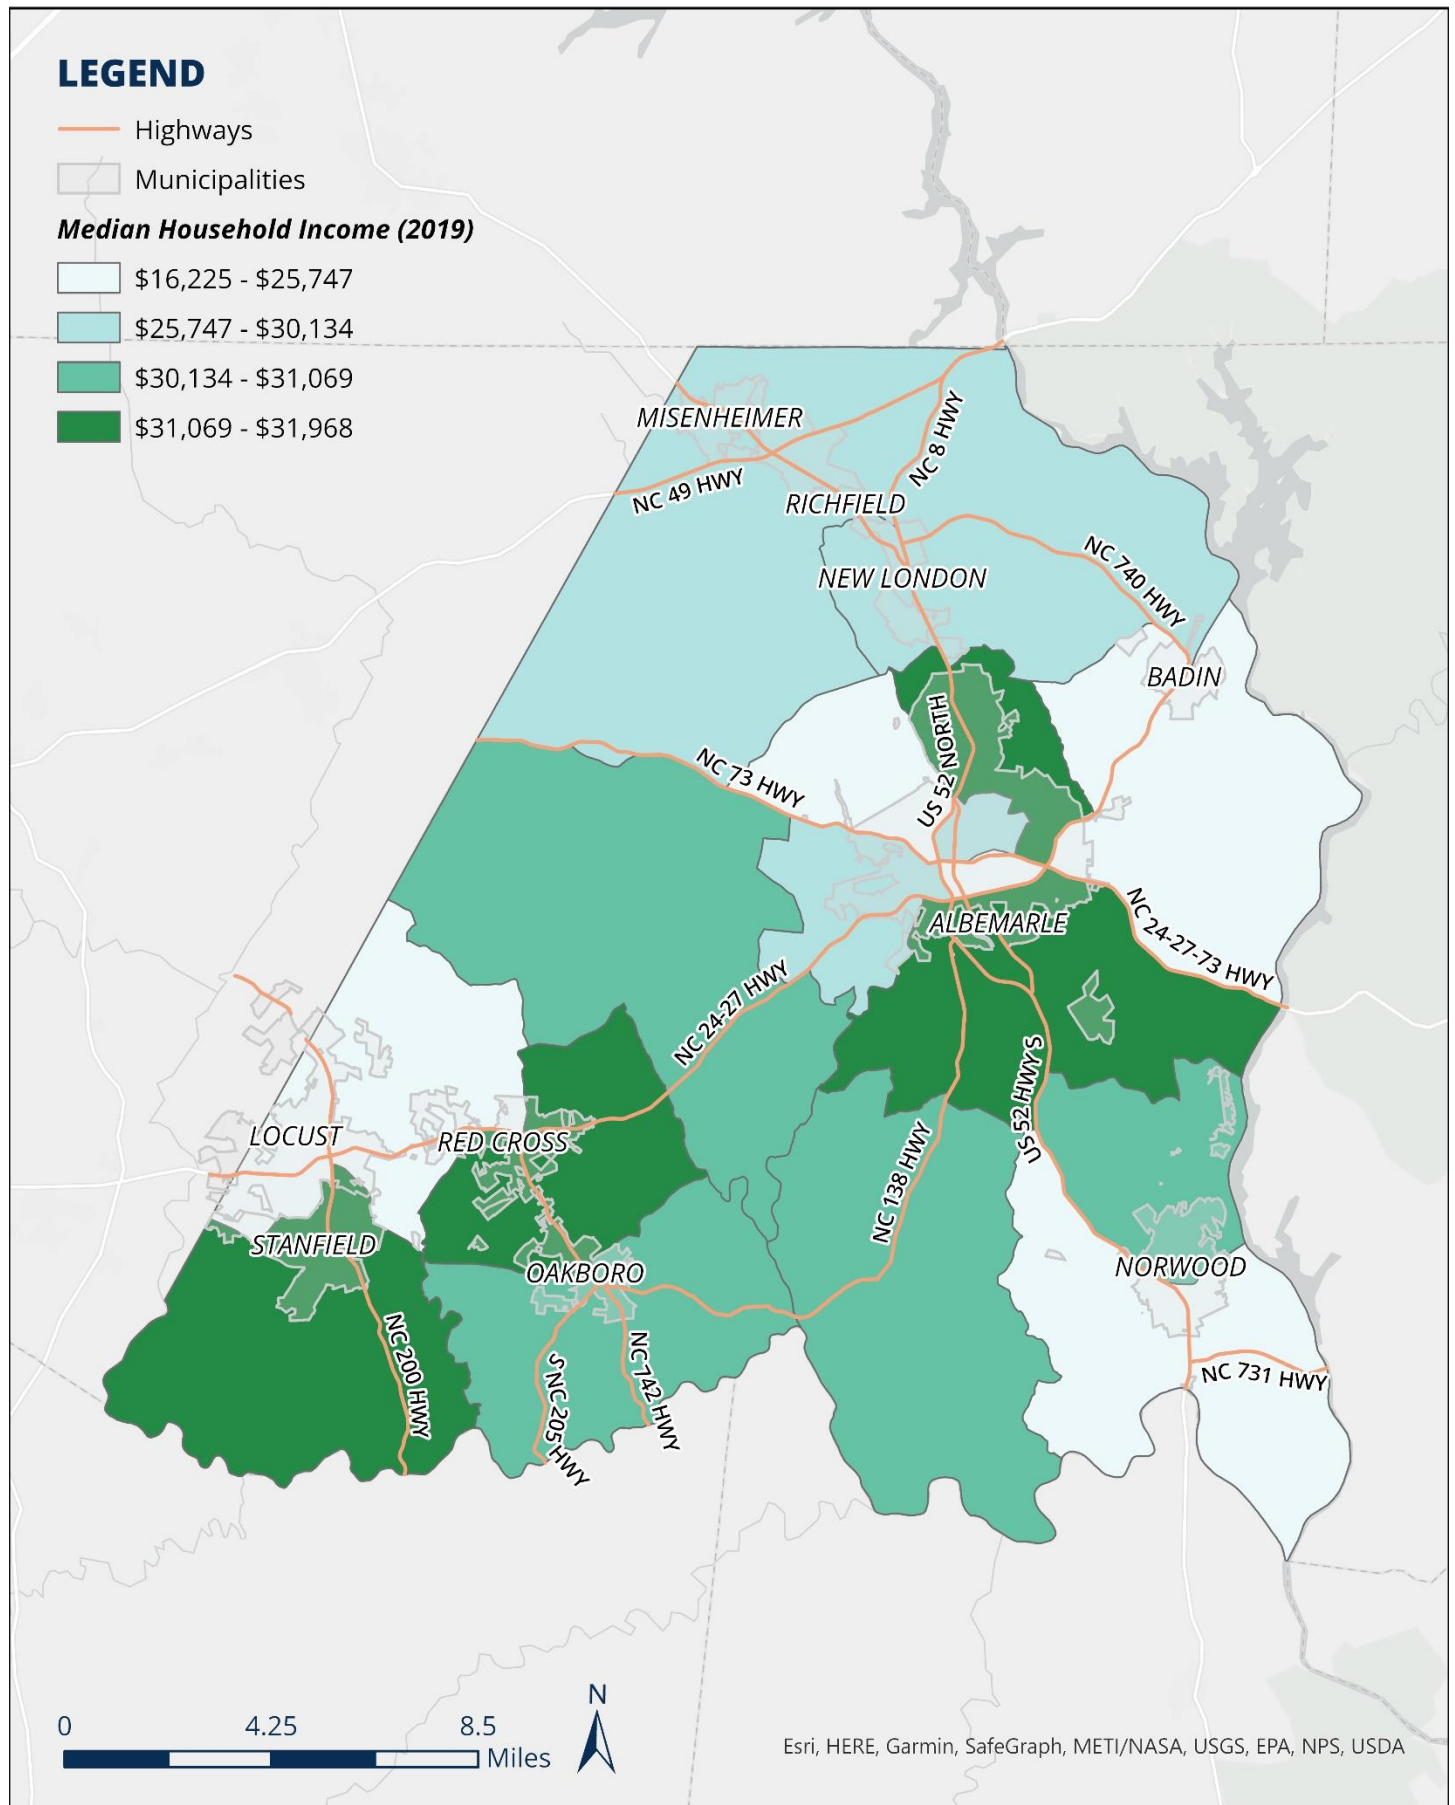 LEGEND
Highways
Municipalities
Median Household Income (2019)
$16,225 - $25,747
$25,747 - $30,134
$30,134 - $31,069
$31,069 - $31,968
MISENHEIMER
NC 8 HWY
NC 49 HWY
RICHFIELD
NC 740 HWY
NEW LONDON
BADIN
US 52 NORTH
NC 73 HWY
ALBEMARLE
NC 24-27-73 HWY
NC 24-27 HWY
US 52 HWY S
LOCUST
RED CROSS
NC 138 HWY
STANFIELD
OAKBORO
NORWOOD
NC 200 HWY
S NC 205 HWY
NC 742 HWY
NC 731 HWY
0 4.25 8.5
Miles
N
Esri, HERE, Garmin, SafeGraph, METI/NASA, USGS, EPA, NPS, USDA